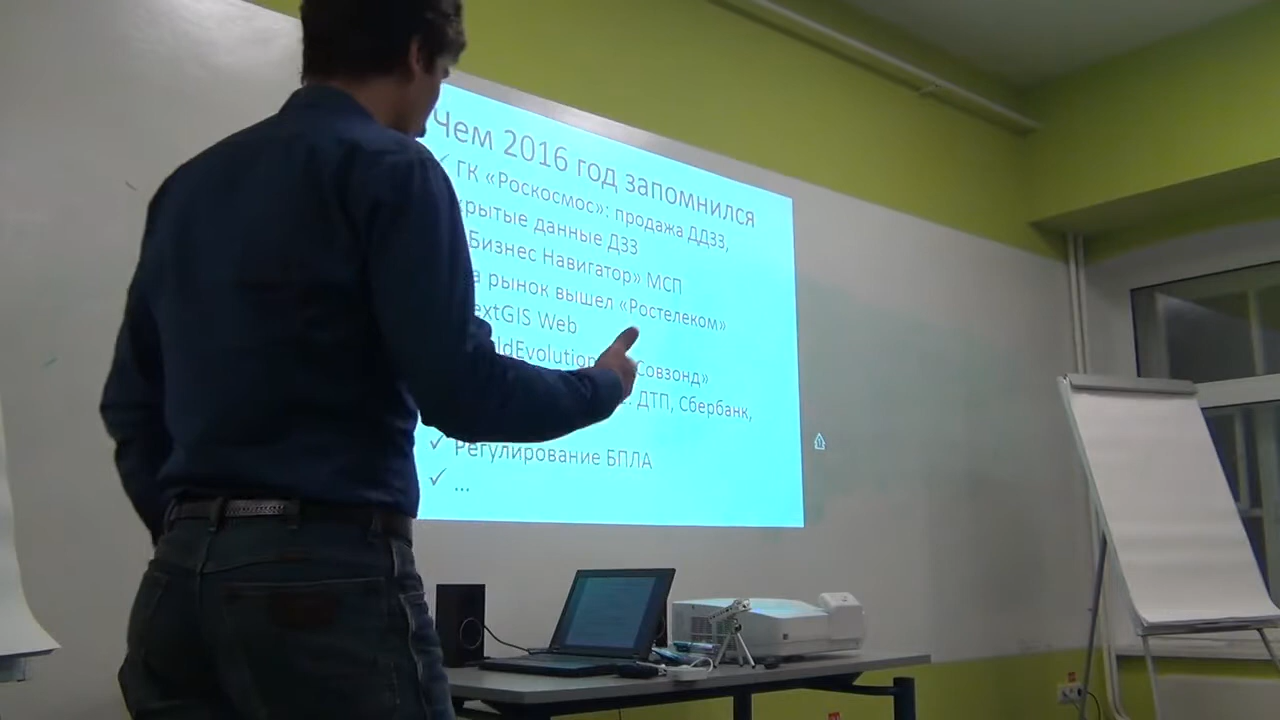 Чем 2016 год запомнился
✓ ГК «Роскосмос»: продажа ДДЗЗ,
крытые данные ДЗЗ
Бизнес Навигатор» МСП
рынок вышел «Ростелеком»
extGIS Web
ldEvolution Совзонд»
ДТП, Сбербанк,
✓ Регулирование БПЛА
✓ ...